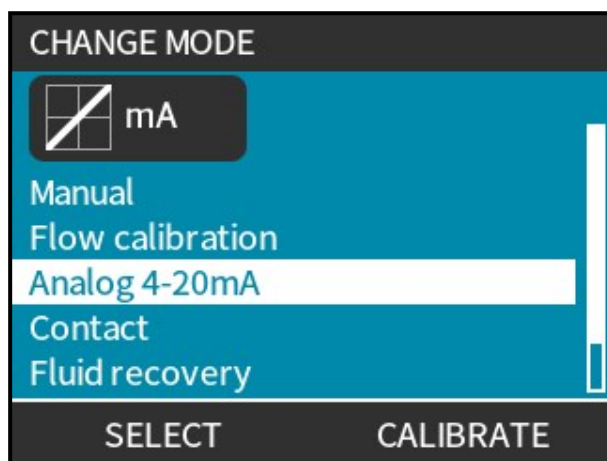 CHANGE MODE
mA
Manual
Flow calibration
Analog 4-20mA
Contact
Fluid recovery
SELECT CALIBRATE